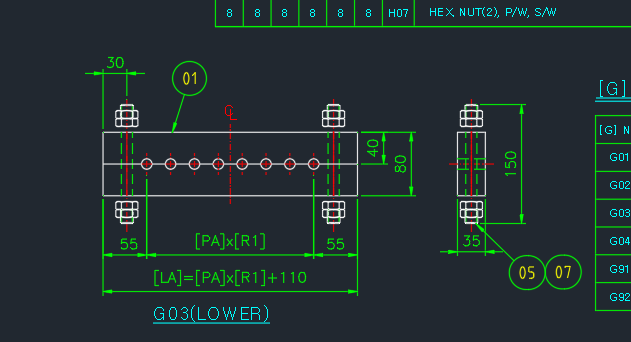 8 8 8 8 8 8 H07 HEX. NUT(2), P/W, S/W
30
01
CL
[G]
40
80
150
[G] N
G01
G02
G03
G04
G91
G92
55 [PA]x[R1] 55
35
[LA]=[PA]x[R1]+110
05 07
G03(LOWER)